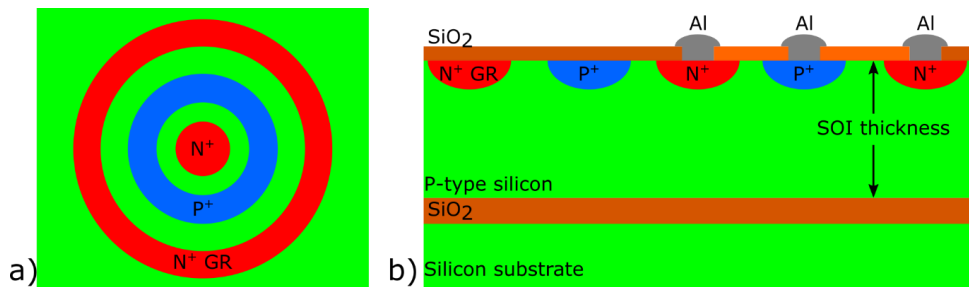 N⁺
P⁺
N⁺ GR
a)
Al Al Al
SiO₂
N⁺ GR P⁺ N⁺ P⁺ N⁺
SOI thickness
P-type silicon
SiO₂
Silicon substrate
b)